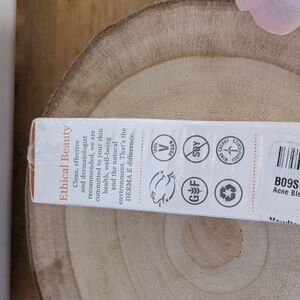 Ethical Beauty
Clean, effective
and dermatologist
recommended, we are
committed to your skin
health, well-being
and the natural
environment. That's the
DERMA E difference.
V
VEGAN
SOY
GF
B09S
Acne Ble